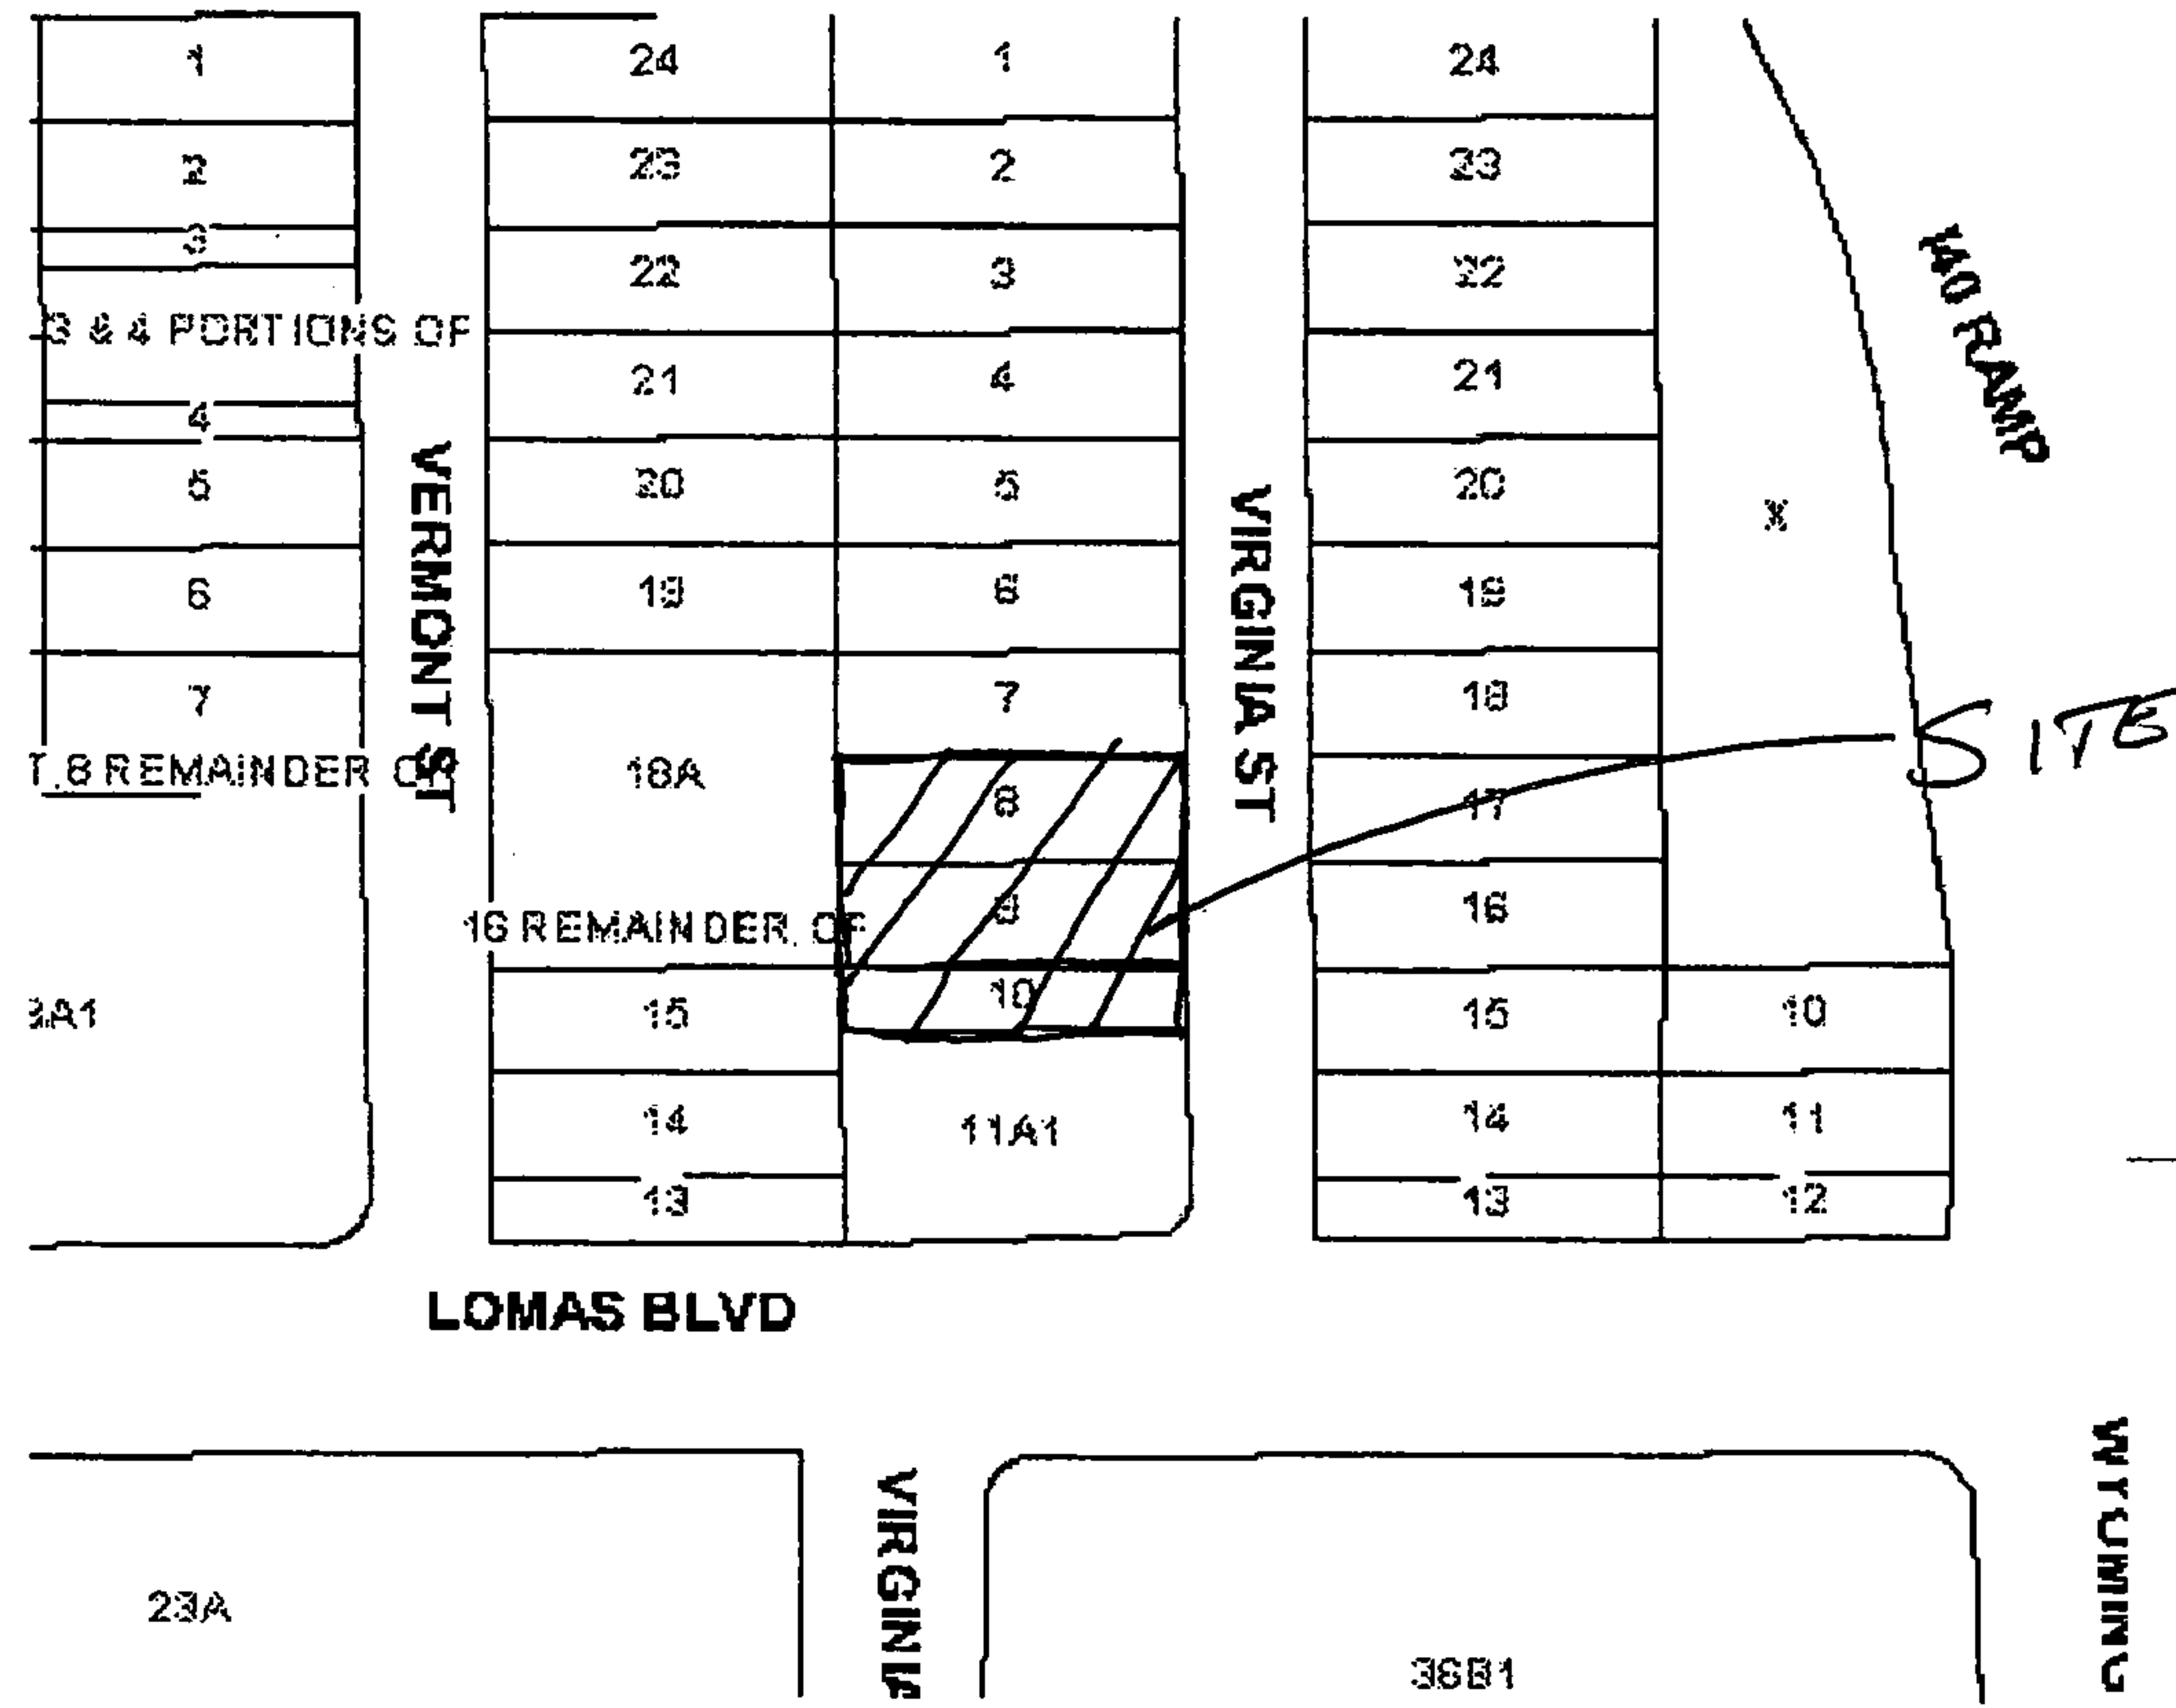 1
24
1
24
2
23
2
23
3
22
3
22
I40 RAMP
3 & 4 PORTIONS OF
21
4
21
4
5
20
5
20
X
6
19
6
19
VERMONT ST
VIRGINIA ST
7
7
18
SITE
T.8 REMAINDER OF
18A
8
17
16 REMAINDER OF
9
16
15
10
15
10
14
11A1
14
11
13
13
12
LOMAS BLVD
23A
VIRGINIA
36B1
WYOMING